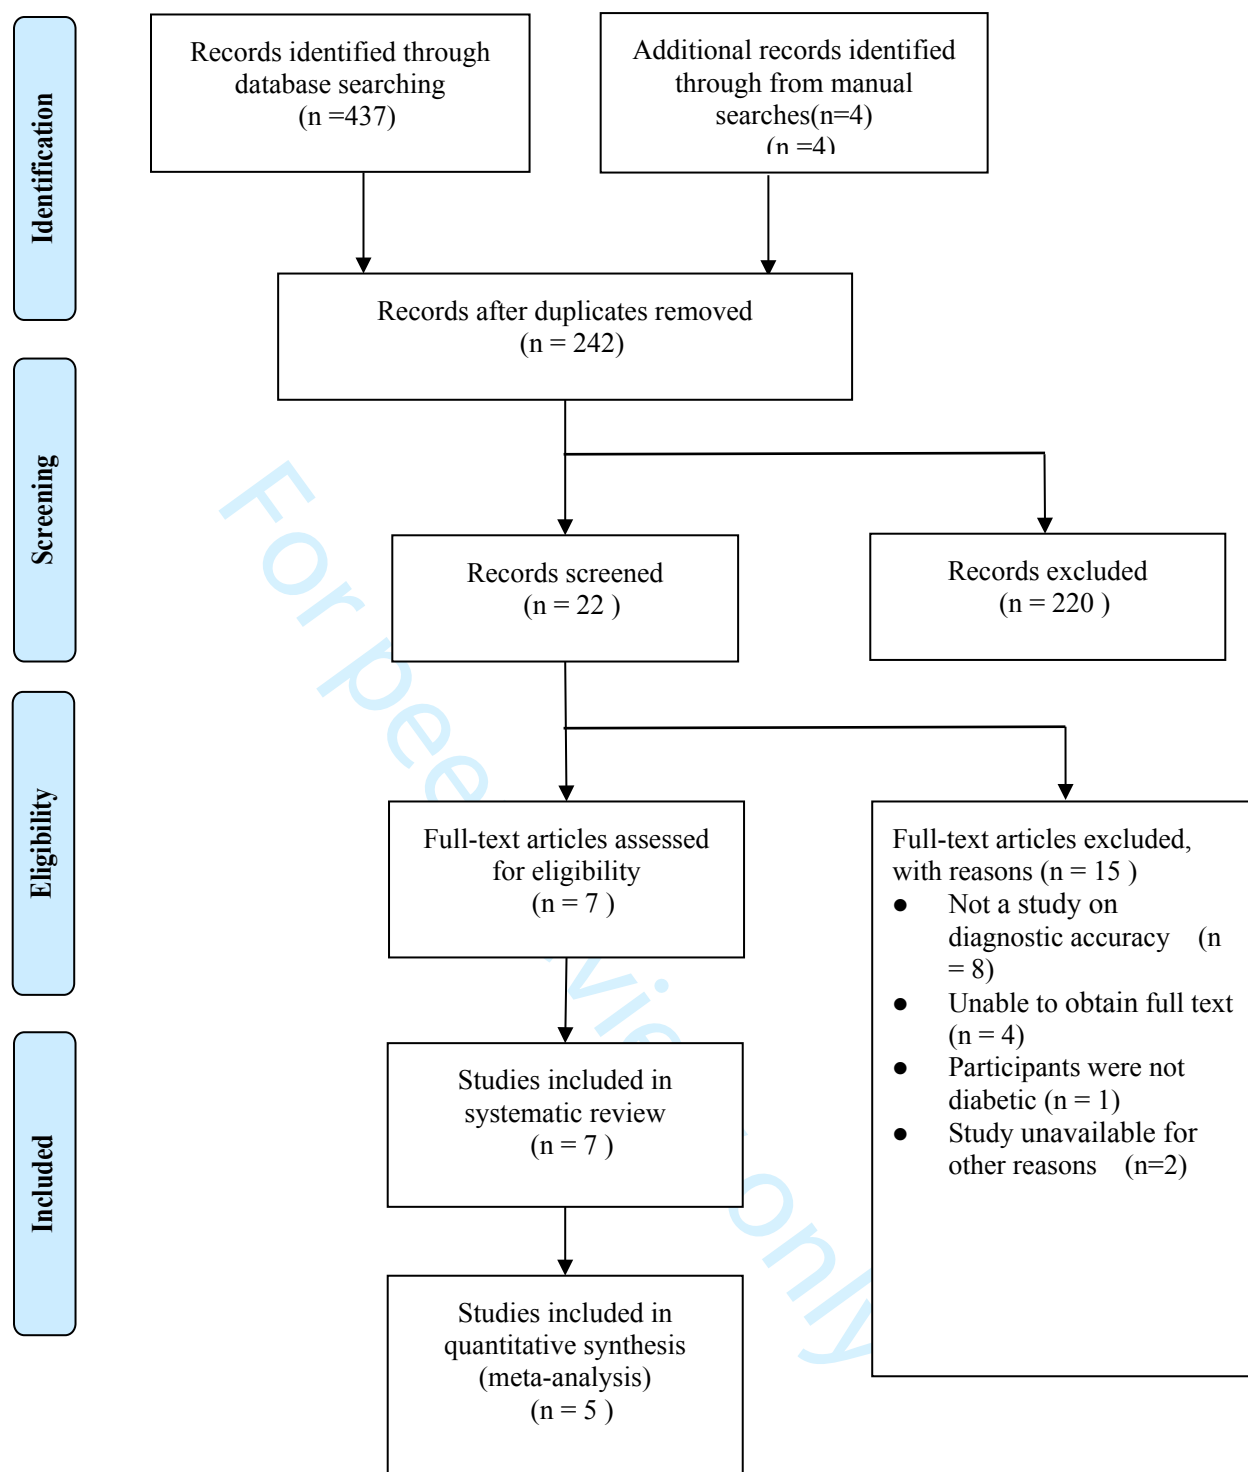 Identification
Records identified through
database searching
(n =437)
Additional records identified
through from manual
searches(n=4)
(n =4)
Records after duplicates removed
(n = 242)
Screening
Records screened
(n = 22 )
Records excluded
(n = 220 )
Eligibility
Full-text articles assessed
for eligibility
(n = 7 )
Full-text articles excluded,
with reasons (n = 15 )
● Not a study on
diagnostic accuracy (n
= 8)
● Unable to obtain full text
(n = 4)
● Participants were not
diabetic (n = 1)
● Study unavailable for
other reasons (n=2)
Included
Studies included in
systematic review
(n = 7 )
Studies included in
quantitative synthesis
(meta-analysis)
(n = 5 )
For pee vie only